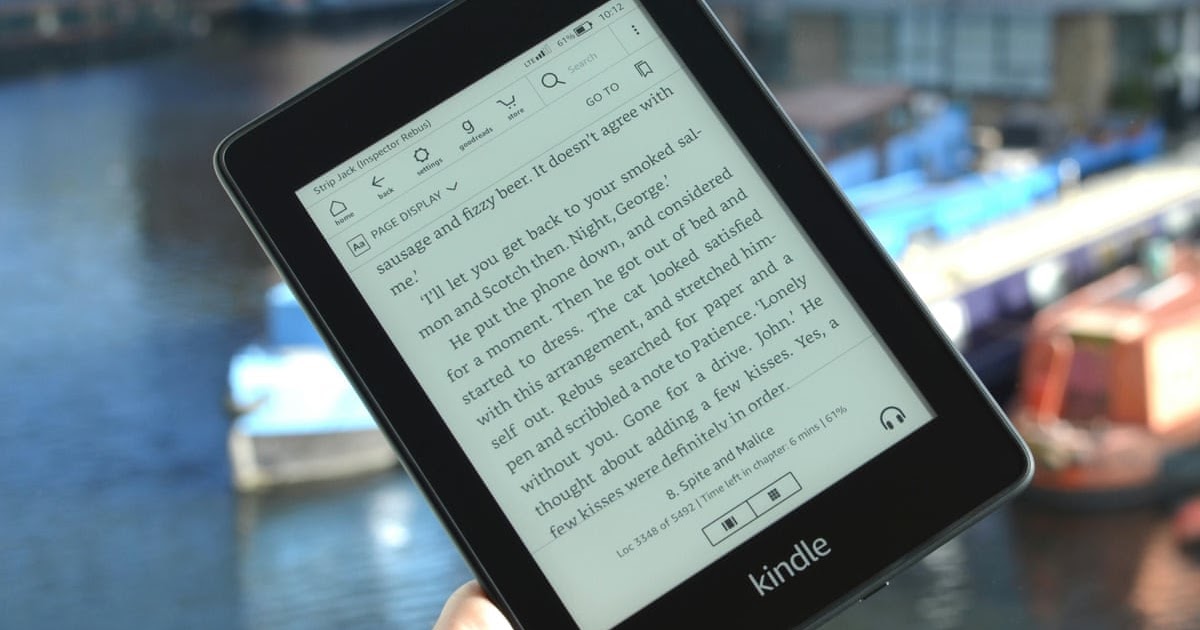 LTE 61% 10:12
Strip Jack (Inspector Rebus)
home back settings goodreads store Search
Aa PAGE DISPLAY GO TO
sausage and fizzy beer. It doesn't agree with
me.'
'I'll let you get back to your smoked sal-
mon and Scotch then. Night, George.'
He put the phone down, and considered
for a moment. Then he got out of bed and
started to dress. The cat looked satisfied
with this arrangement, and stretched him-
self out. Rebus searched for paper and a
pen and scribbled a note to Patience. 'Lonely
without you. Gone for a drive. John.' He
thought about adding a few kisses. Yes, a
few kisses were definitely in order.
8. Spite and Malice
Loc 3348 of 5492 | Time left in chapter: 6 mins | 61%
kindle